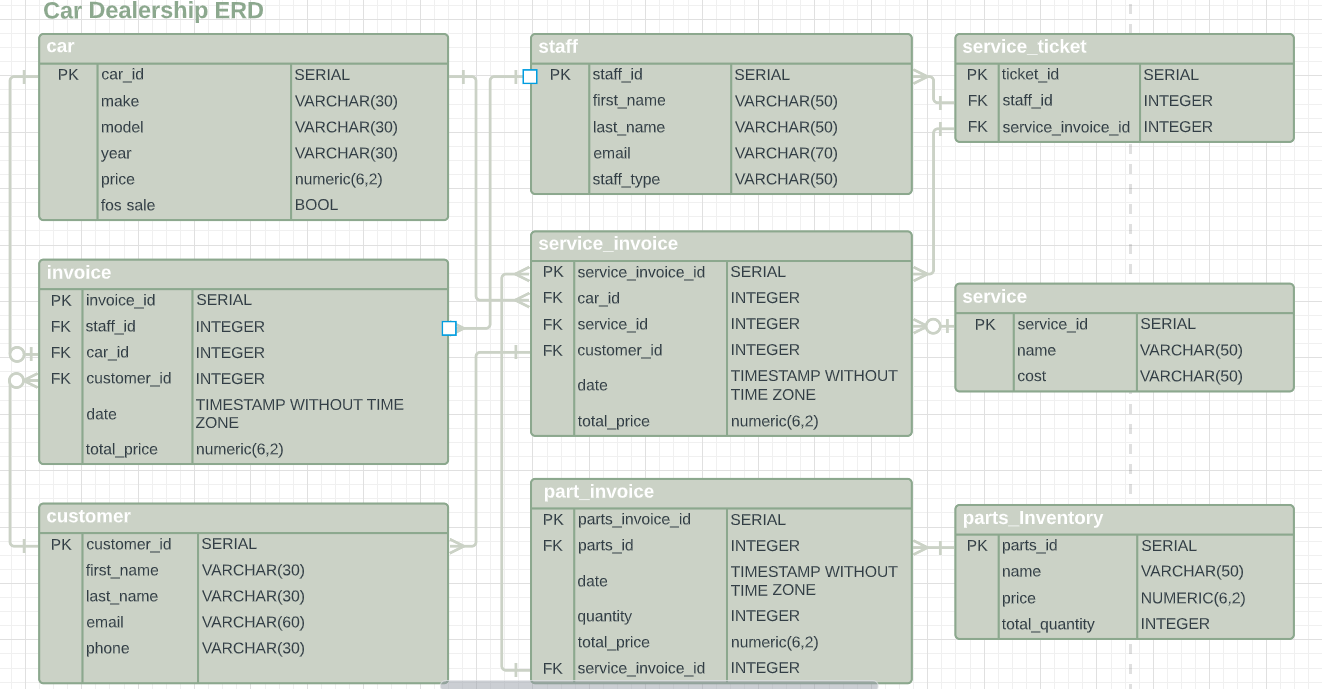 Car Dealership ERD
car
PK car_id SERIAL
make VARCHAR(30)
model VARCHAR(30)
year VARCHAR(30)
price numeric(6,2)
fos sale BOOL
invoice
PK invoice_id SERIAL
FK staff_id INTEGER
FK car_id INTEGER
FK customer_id INTEGER
date TIMESTAMP WITHOUT TIME
ZONE
total_price numeric(6,2)
customer
PK customer_id SERIAL
first_name VARCHAR(30)
last_name VARCHAR(30)
email VARCHAR(60)
phone VARCHAR(30)
staff
PK staff_id SERIAL
first_name VARCHAR(50)
last_name VARCHAR(50)
email VARCHAR(70)
staff_type VARCHAR(50)
service_invoice
PK service_invoice_id SERIAL
FK car_id INTEGER
FK service_id INTEGER
FK customer_id INTEGER
date TIMESTAMP WITHOUT
TIME ZONE
total_price numeric(6,2)
part_invoice
PK parts_invoice_id SERIAL
FK parts_id INTEGER
date TIMESTAMP WITHOUT
TIME ZONE
quantity INTEGER
total_price numeric(6,2)
FK service_invoice_id INTEGER
service_ticket
PK ticket_id SERIAL
FK staff_id INTEGER
FK service_invoice_id INTEGER
service
PK service_id SERIAL
name VARCHAR(50)
cost VARCHAR(50)
parts_Inventory
PK parts_id SERIAL
name VARCHAR(50)
price NUMERIC(6,2)
total_quantity INTEGER